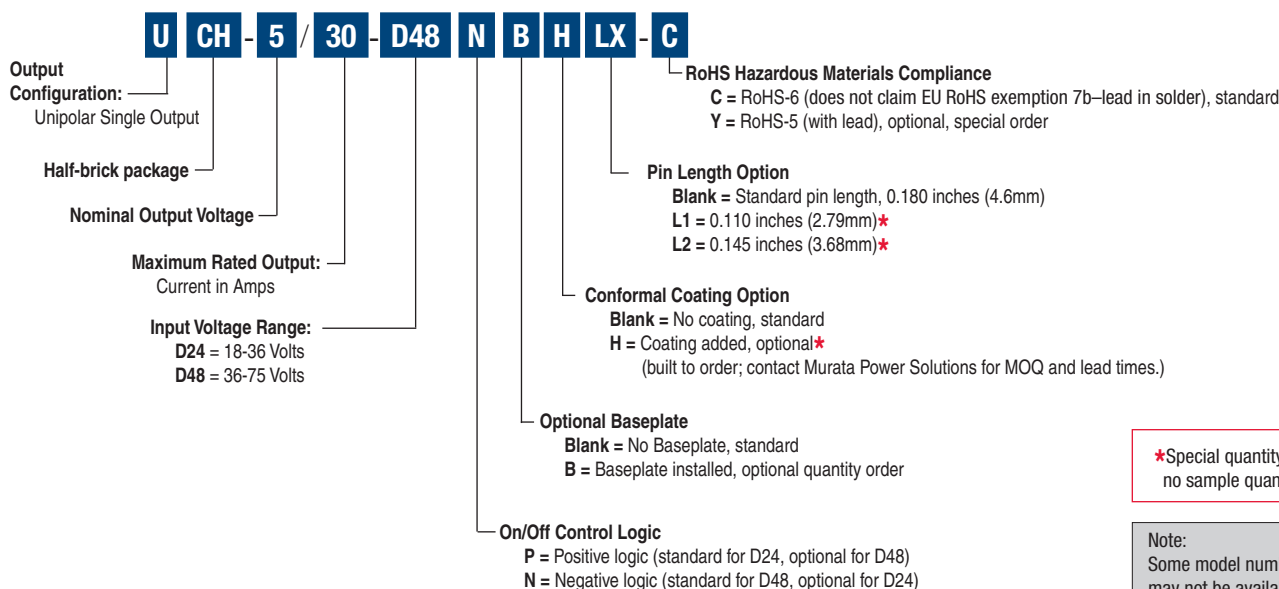 U CH - 5 / 30 - D48 N B H LX - C
Output
Configuration:
Unipolar Single Output
Half-brick package
Nominal Output Voltage
Maximum Rated Output:
Current in Amps
Input Voltage Range:
D24 = 18-36 Volts
D48 = 36-75 Volts
RoHS Hazardous Materials Compliance
C = RoHS-6 (does not claim EU RoHS exemption 7b–lead in solder), standard
Y = RoHS-5 (with lead), optional, special order
Pin Length Option
Blank = Standard pin length, 0.180 inches (4.6mm)
L1 = 0.110 inches (2.79mm)*
L2 = 0.145 inches (3.68mm)*
Conformal Coating Option
Blank = No coating, standard
H = Coating added, optional*
(built to order; contact Murata Power Solutions for MOQ and lead times.)
Optional Baseplate
Blank = No Baseplate, standard
B = Baseplate installed, optional quantity order
On/Off Control Logic
P = Positive logic (standard for D24, optional for D48)
N = Negative logic (standard for D48, optional for D24)
*Special quantity
no sample quan
Note:
Some model num
may not be availa